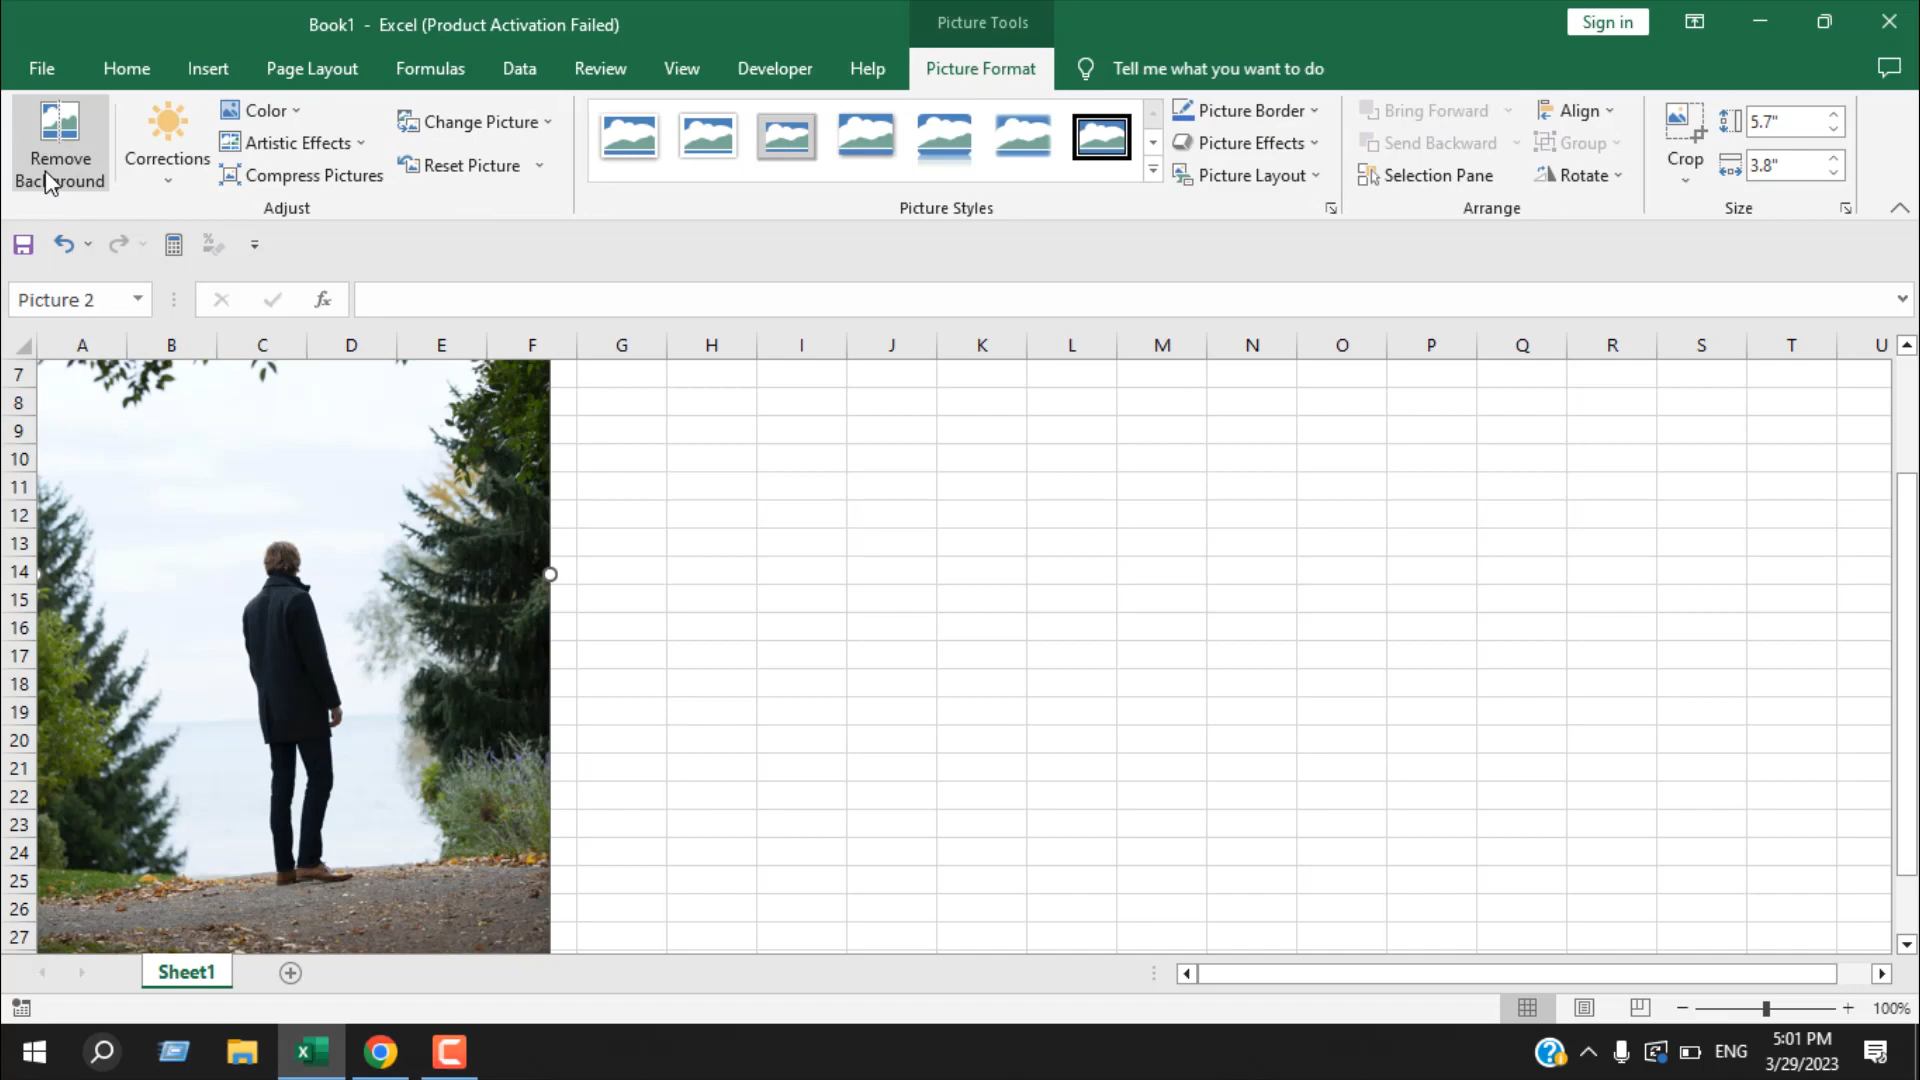 Book1 - Excel (Product Activation Failed)
Picture Tools
Sign in
File Home Insert Page Layout Formulas Data Review View Developer Help Picture Format Tell me what you want to do
Remove Background
Corrections
Color
Artistic Effects
Compress Pictures
Change Picture
Reset Picture
Adjust
Picture Styles
Picture Border
Picture Effects
Picture Layout
Bring Forward
Send Backward
Selection Pane
Align
Group
Rotate
Arrange
Crop
5.7"
3.8"
Size
Picture 2
fx
A B C D E F G H I J K L M N O P Q R S T U
7
8
9
10
11
12
13
14
15
16
17
18
19
20
21
22
23
24
25
26
27
Sheet1
100%
ENG
5:01 PM
3/29/2023